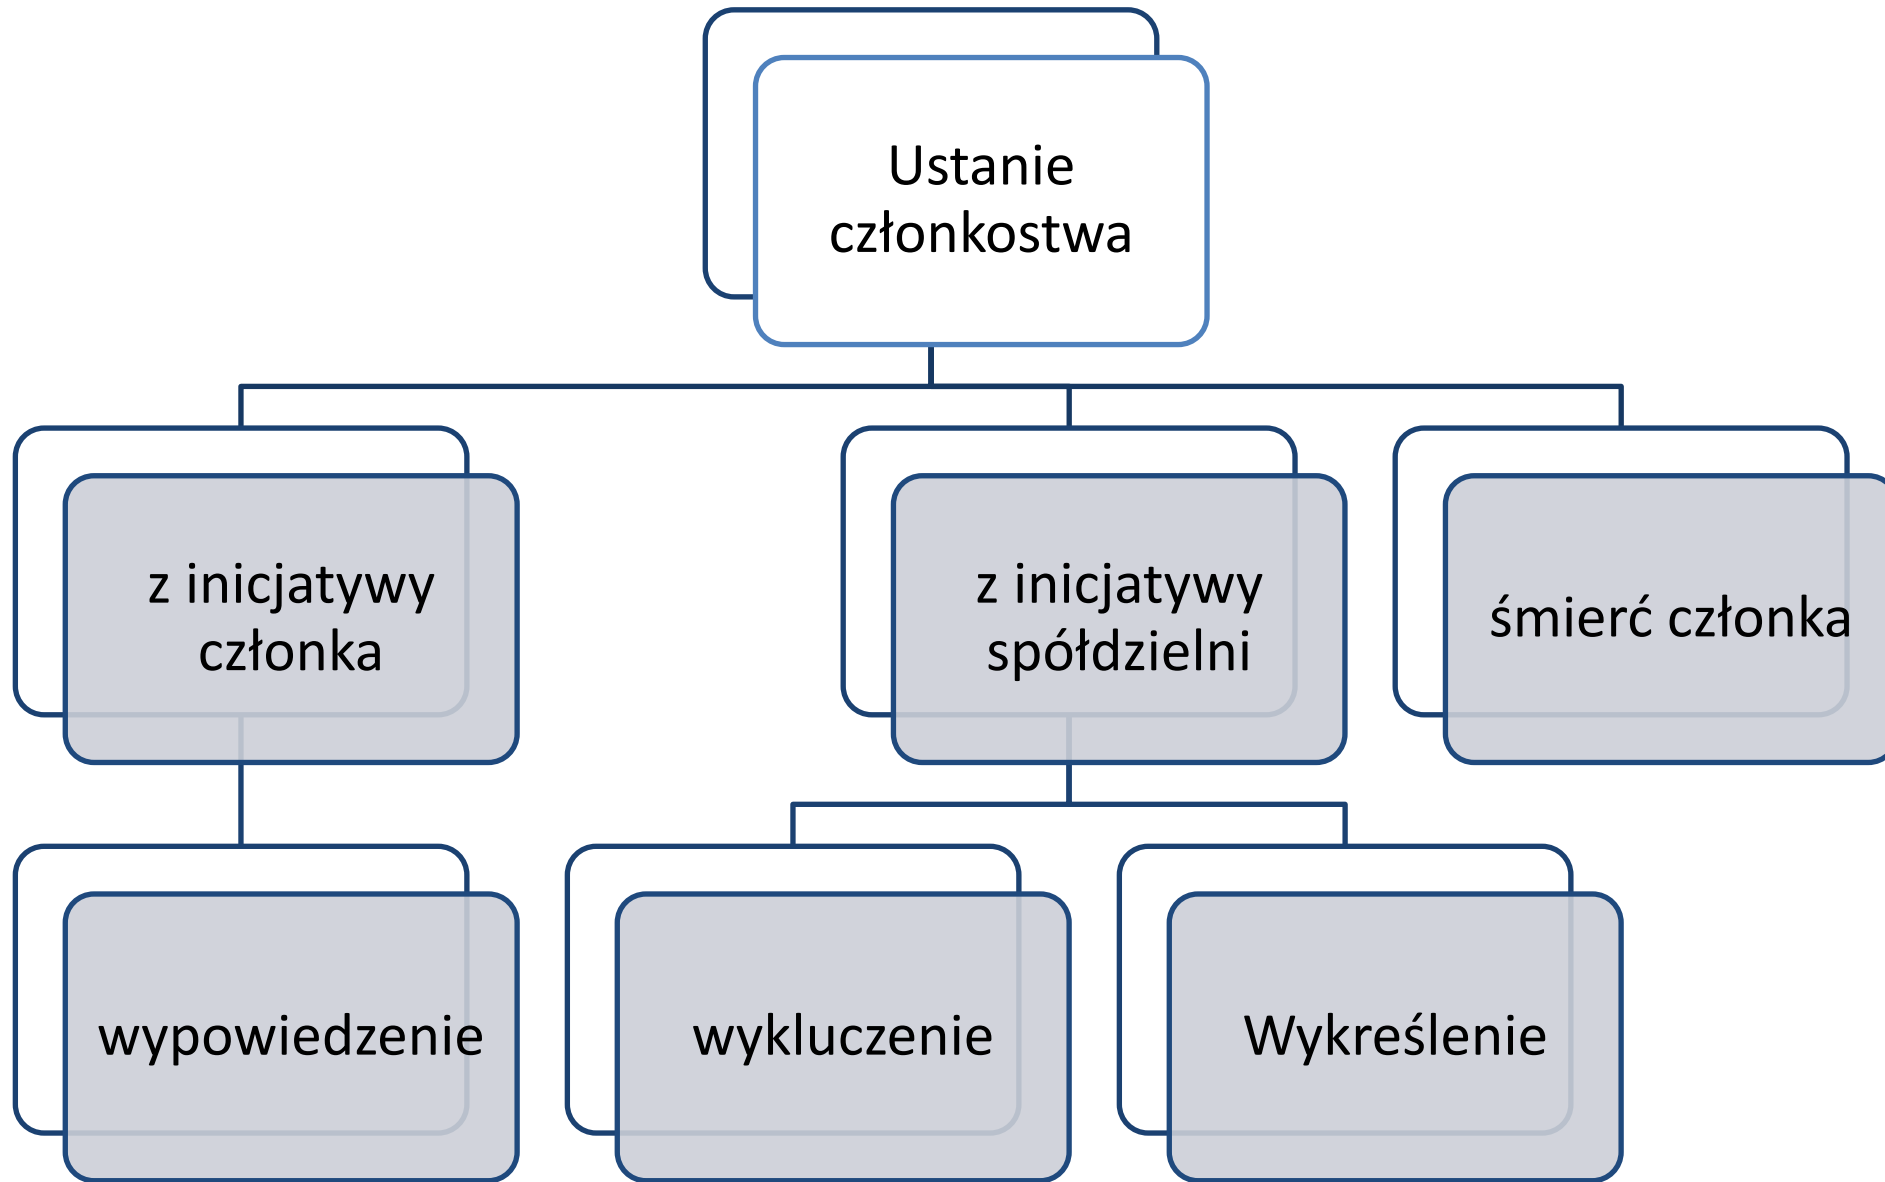 Ustanie
członkostwa
z inicjatywy
członka
z inicjatywy
spółdzielni
śmierć członka
wypowiedzenie
wykluczenie
Wykreślenie